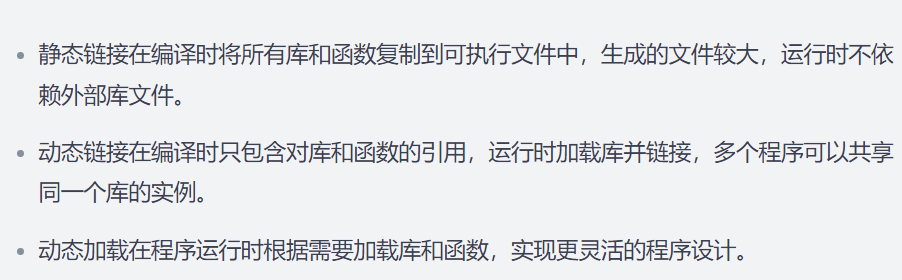 静态链接在编译时将所有库和函数复制到可执行文件中，生成的文件较大，运行时不依
赖外部库文件。
动态链接在编译时只包含对库和函数的引用，运行时加载库并链接，多个程序可以共享
同一个库的实例。
动态加载在程序运行时根据需要加载库和函数，实现更灵活的程序设计。